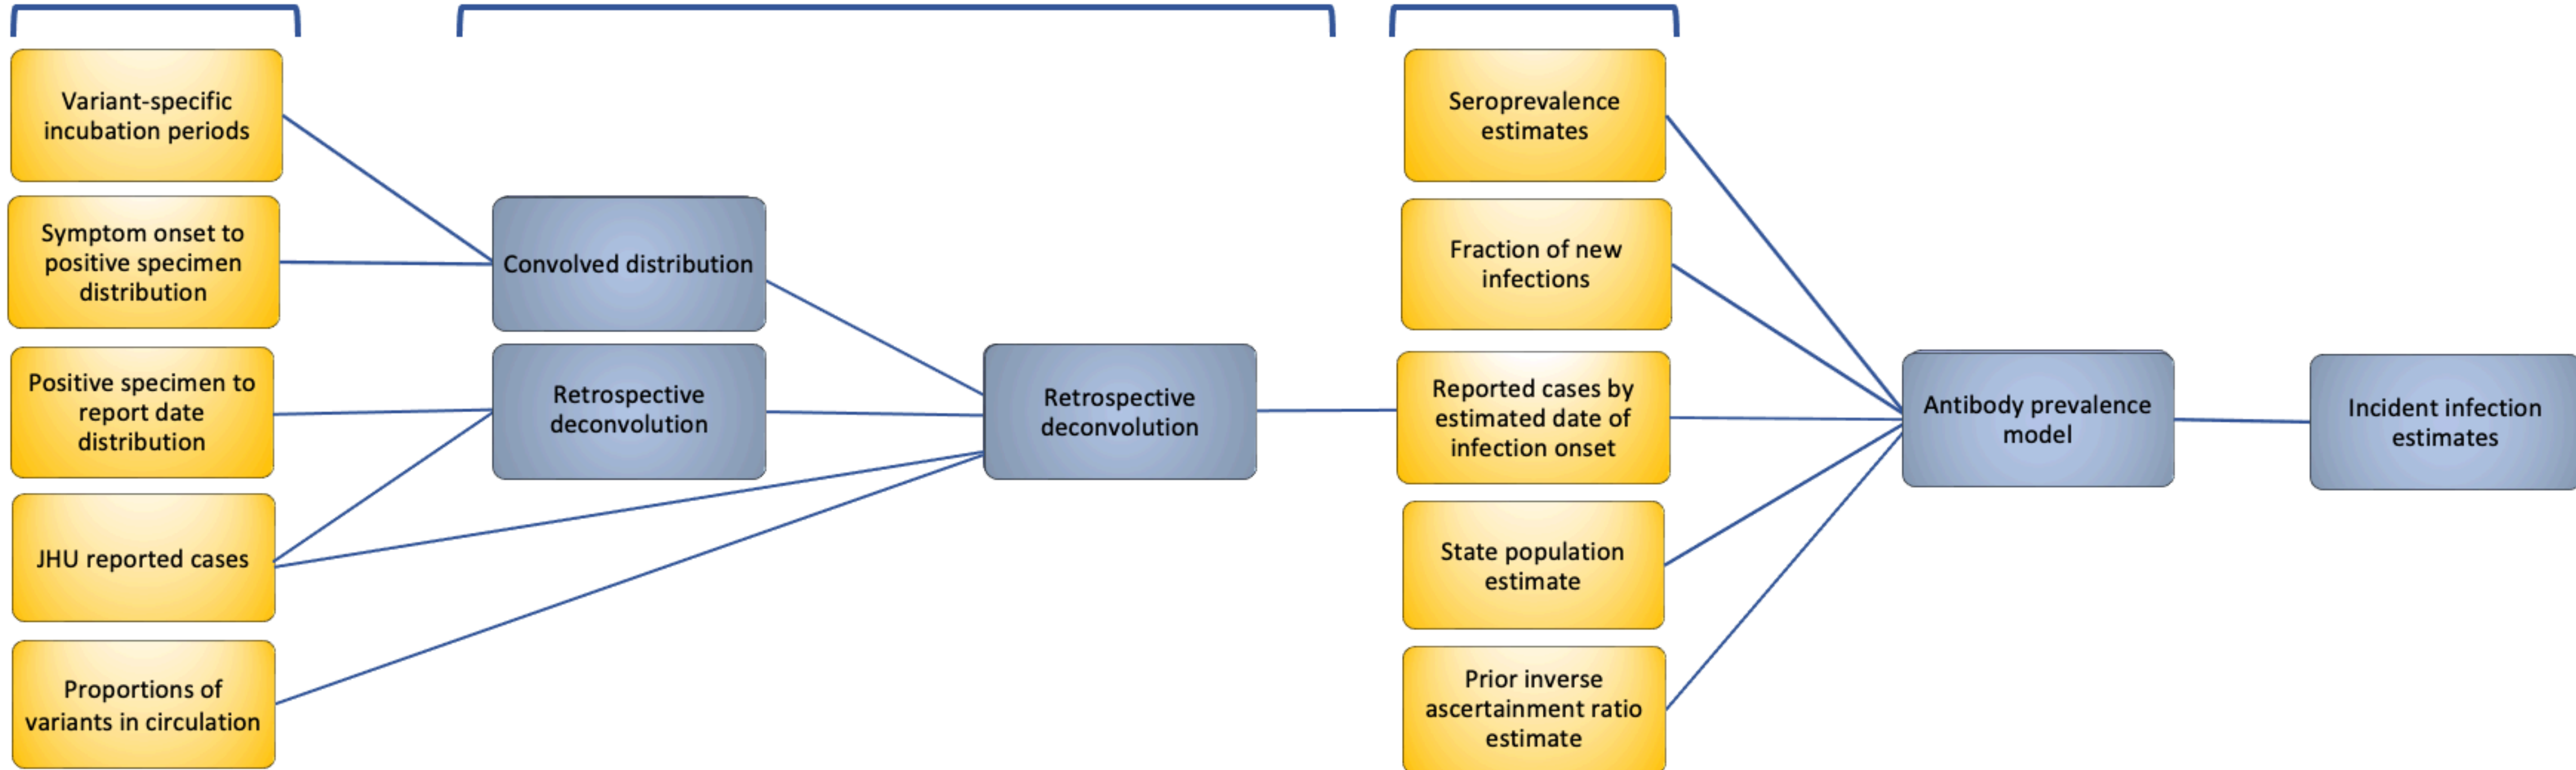 Variant-specific
incubation periods
Symptom onset to
positive specimen
distribution
Positive specimen to
report date
distribution
JHU reported cases
Proportions of
variants in circulation
Convolved distribution
Retrospective
deconvolution
Retrospective
deconvolution
Seroprevalence
estimates
Fraction of new
infections
Reported cases by
estimated date of
infection onset
State population
estimate
Prior inverse
ascertainment ratio
estimate
Antibody prevalence
model
Incident infection
estimates